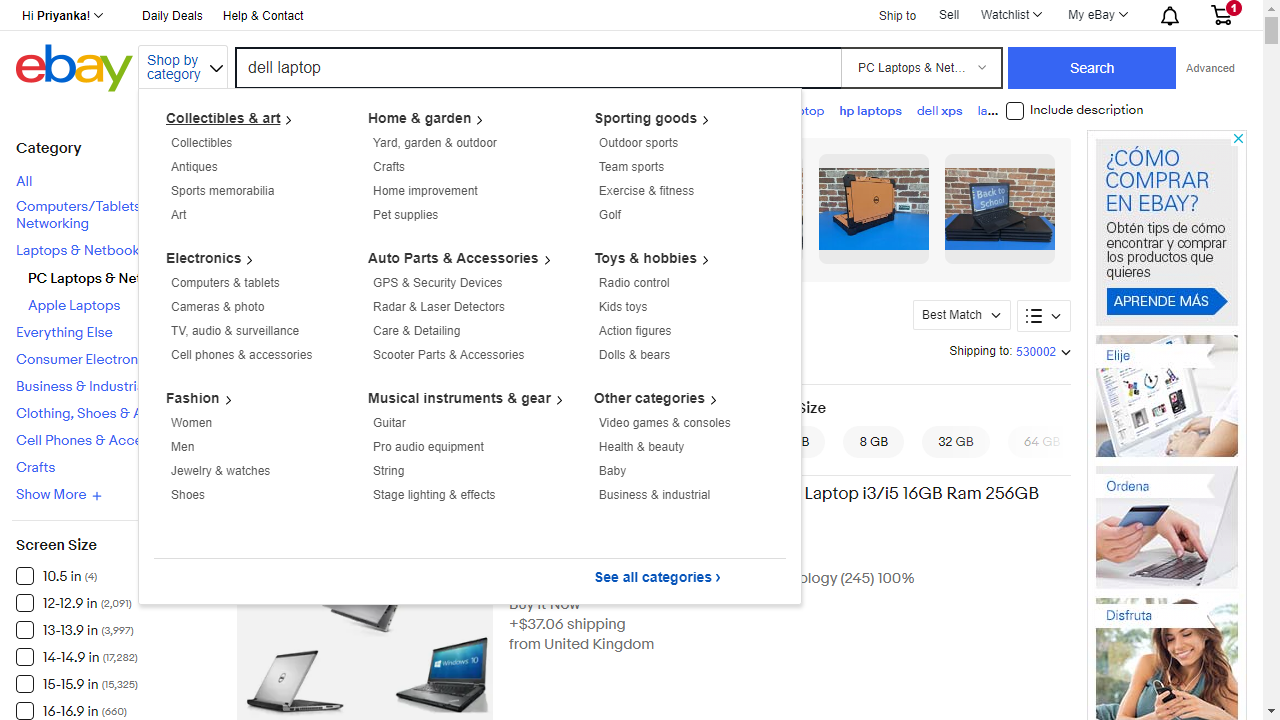 Hi Priyanka!
Daily Deals
Help & Contact
Ship to
Sell
Watchlist
My eBay
1
ebay
Shop by
category
dell laptop
PC Laptops & Net...
Search
Advanced
hp laptops
dell xps
la...
Include description
Category
All
Computers/Tablets
Networking
Laptops & Netbook
PC Laptops & Net
Apple Laptops
Everything Else
Consumer Electron
Business & Industria
Clothing, Shoes & A
Cell Phones & Acce
Crafts
Show More +
Screen Size
10.5 in (4)
12-12.9 in (2,091)
13-13.9 in (3,997)
14-14.9 in (17,282)
15-15.9 in (15,325)
16-16.9 in (660)
Collectibles & art
Collectibles
Antiques
Sports memorabilia
Art
Electronics
Computers & tablets
Cameras & photo
TV, audio & surveillance
Cell phones & accessories
Fashion
Women
Men
Jewelry & watches
Shoes
Home & garden
Yard, garden & outdoor
Crafts
Home improvement
Pet supplies
Auto Parts & Accessories
GPS & Security Devices
Radar & Laser Detectors
Care & Detailing
Scooter Parts & Accessories
Musical instruments & gear
Guitar
Pro audio equipment
String
Stage lighting & effects
Sporting goods
Outdoor sports
Team sports
Exercise & fitness
Golf
Toys & hobbies
Radio control
Kids toys
Action figures
Dolls & bears
Other categories
Video games & consoles
Health & beauty
Baby
Business & industrial
See all categories ›
Back to
School
Best Match
Shipping to: 530002
Size
8 GB
32 GB
64 GB
Laptop i3/i5 16GB Ram 256GB
ology (245) 100%
Buy It Now
+$37.06 shipping
from United Kingdom
Windows 10
¿CÓMO
COMPRAR
EN EBAY?
Obtén tips de cómo
encontrar y comprar
los productos que
quieres
APRENDE MÁS
Elije
Ordena
Disfruta